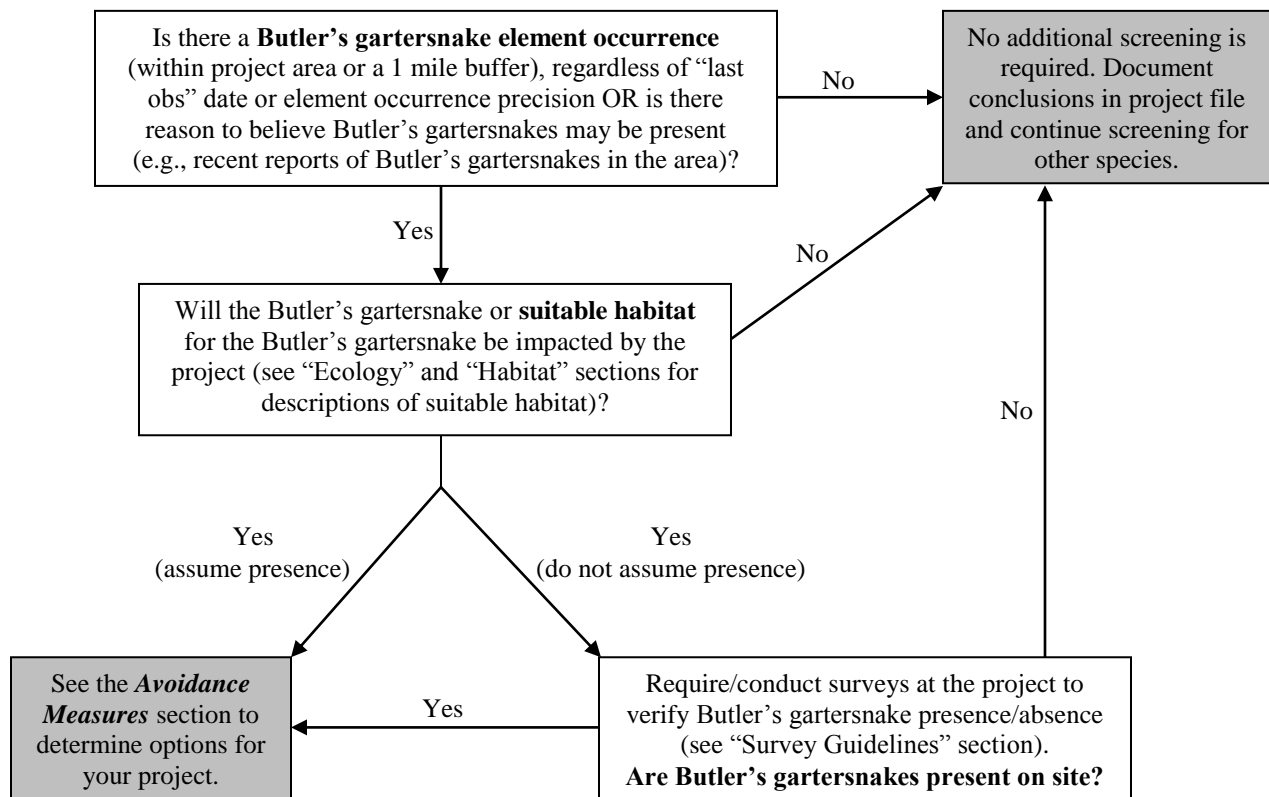 Is there a Butler’s gartersnake element occurrence
(within project area or a 1 mile buffer), regardless of “last
obs” date or element occurrence precision OR is there
reason to believe Butler’s gartersnakes may be present
(e.g., recent reports of Butler’s gartersnakes in the area)?
No
No additional screening is
required. Document
conclusions in project file
and continue screening for
other species.
Yes
No
Will the Butler’s gartersnake or suitable habitat
for the Butler’s gartersnake be impacted by the
project (see “Ecology” and “Habitat” sections for
descriptions of suitable habitat)?
No
Yes
(assume presence)
Yes
(do not assume presence)
See the Avoidance
Measures section to
determine options for
your project.
Yes
Require/conduct surveys at the project to
verify Butler’s gartersnake presence/absence
(see “Survey Guidelines” section).
Are Butler’s gartersnakes present on site?